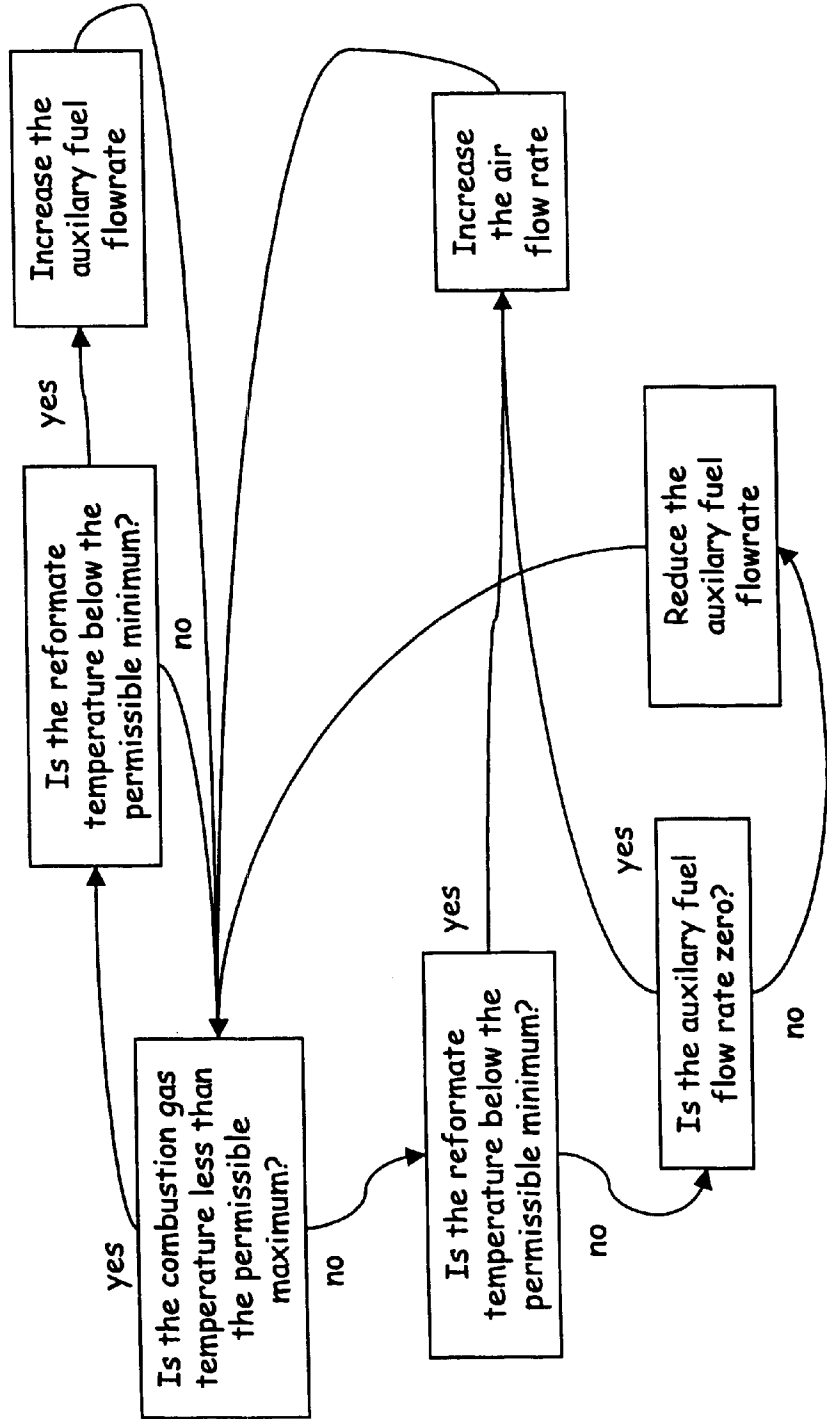 Is the combustion gas
temperature less than
the permissible
maximum?
yes
no
Is the reformate
temperature below the
permissible minimum?
yes
no
Increase the
auxilary fuel
flowrate
Is the reformate
temperature below the
permissible minimum?
yes
no
Increase
the air
flow rate
Is the auxilary fuel
flow rate zero?
yes
no
Reduce the
auxilary fuel
flowrate